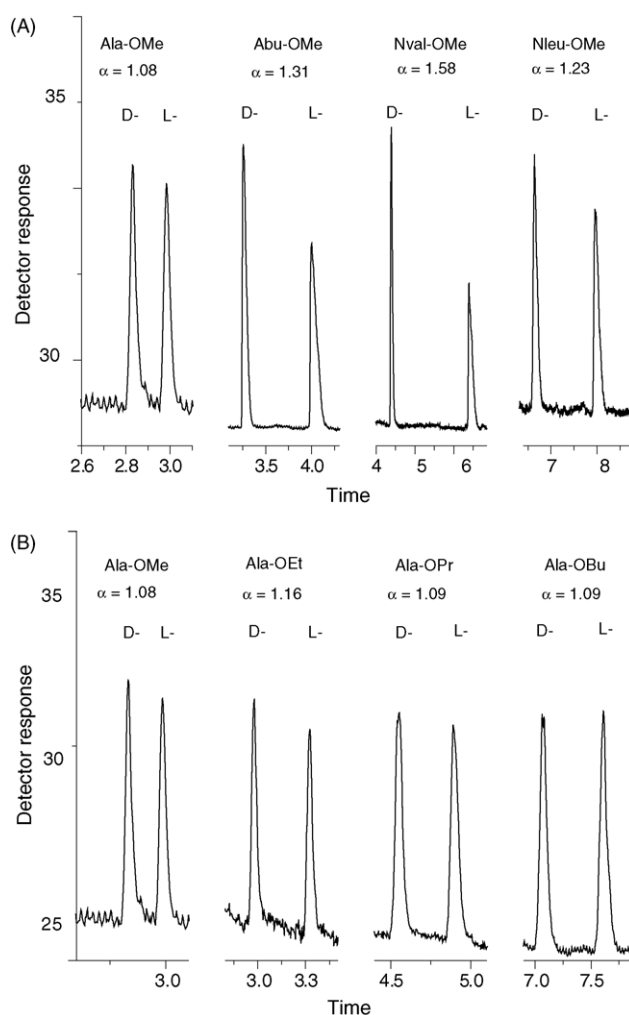 (A)
Ala-OMe Abu-OMe Nval-OMe Nleu-OMe
α = 1.08 α = 1.31 α = 1.58 α = 1.23
35
D- L- D- L- D- L- D- L-
Detector response
30
2.6 2.8 3.0 3.5 4.0 4 5 6 7 8
Time
(B)
Ala-OMe Ala-OEt Ala-OPr Ala-OBu
35
α = 1.08 α = 1.16 α = 1.09 α = 1.09
D- L- D- L- D- L- D- L-
Detector response
30
25
3.0 3.0 3.3 4.5 5.0 7.0 7.5
Time